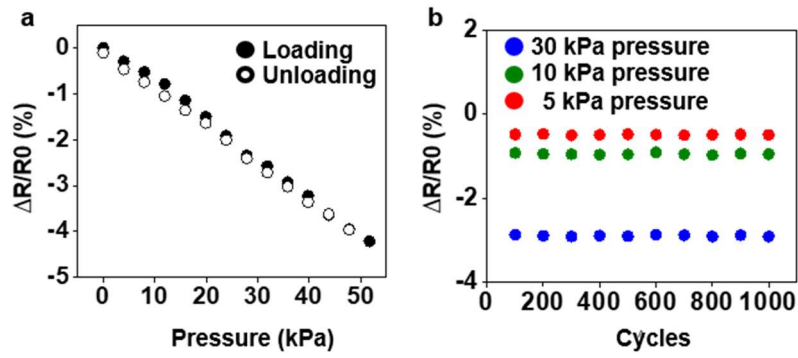 a
0
-1
-2
-3
-4
-5
ΔR/R0 (%)
Loading
Unloading
0 10 20 30 40 50
Pressure (kPa)
b
2
0
-2
-4
ΔR/R0 (%)
30 kPa pressure
10 kPa pressure
5 kPa pressure
0 200 400 600 800 1000
Cycles